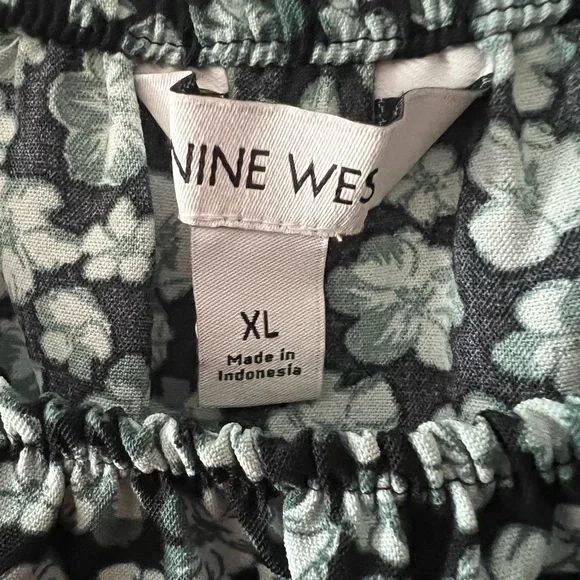 NINE WES
XL
Made in
Indonesia